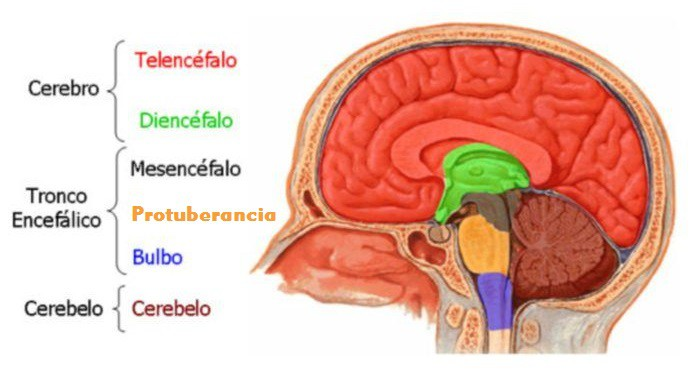 Cerebro
Telencéfalo
Diencéfalo
Tronco
Encefálico
Mesencéfalo
Protuberancia
Bulbo
Cerebelo
Cerebelo